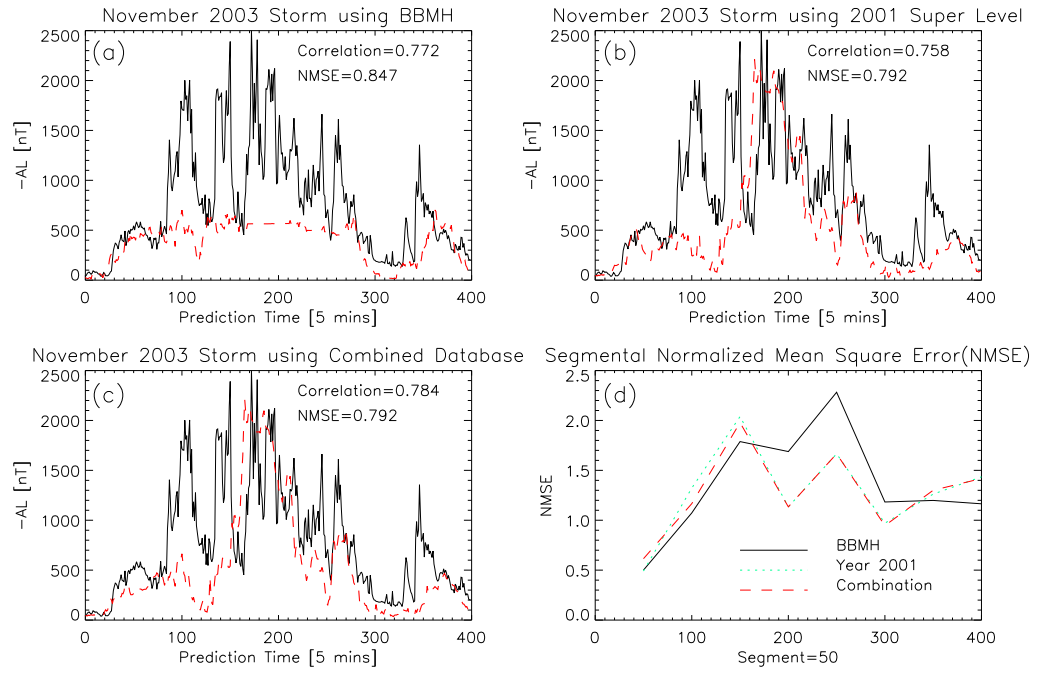 November 2003 Storm using BBMH
(a)
Correlation=0.772
NMSE=0.847
-AL [nT]
2500
2000
1500
1000
500
0
0 100 200 300 400
Prediction Time [5 mins]
November 2003 Storm using 2001 Super Level
(b)
Correlation=0.758
NMSE=0.792
-AL [nT]
2500
2000
1500
1000
500
0
0 100 200 300 400
Prediction Time [5 mins]
November 2003 Storm using Combined Database
(c)
Correlation=0.784
NMSE=0.792
-AL [nT]
2500
2000
1500
1000
500
0
0 100 200 300 400
Prediction Time [5 mins]
Segmental Normalized Mean Square Error(NMSE)
(d)
NMSE
2.5
2.0
1.5
1.0
0.5
0.0
BBMH
Year 2001
Combination
0 100 200 300 400
Segment=50